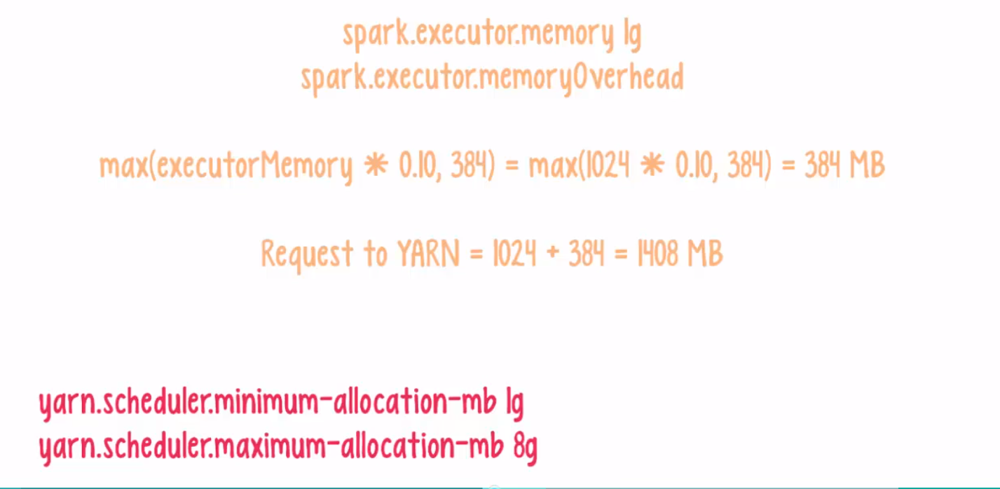 spark.executor.memory 1g
spark.executor.memoryOverhead
max(executorMemory * 0.10, 384) = max(1024 * 0.10, 384) = 384 MB
Request to YARN = 1024 + 384 = 1408 MB
yarn.scheduler.minimum-allocation-mb 1g
yarn.scheduler.maximum-allocation-mb 8g